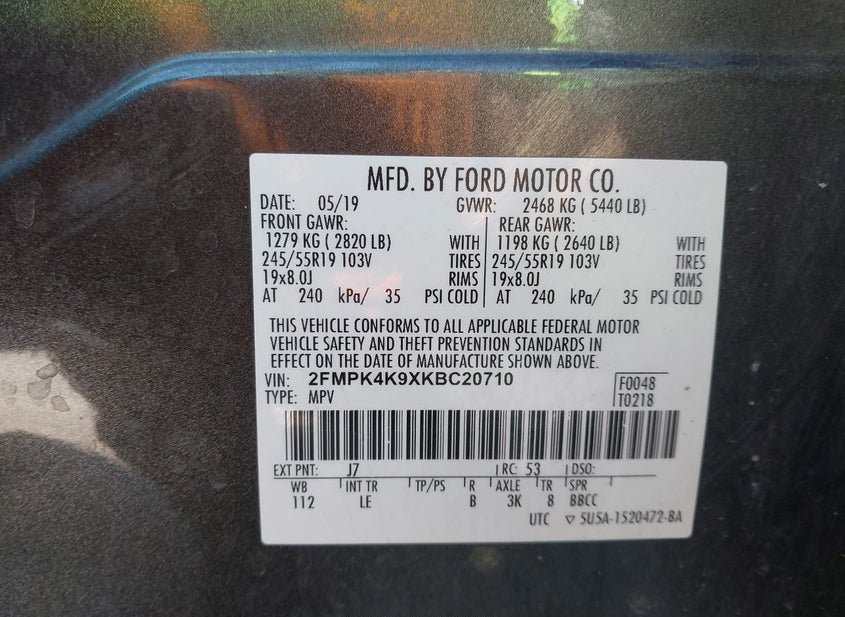 MFD. BY FORD MOTOR CO.
DATE: 05/19 GVWR: 2468 KG ( 5440 LB)
FRONT GAWR: REAR GAWR:
1279 KG ( 2820 LB) WITH 1198 KG ( 2640 LB) WITH
245/55R19 103V TIRES 245/55R19 103V TIRES
19x8.0J RIMS 19x8.0J RIMS
AT 240 kPa/ 35 PSI COLD AT 240 kPa/ 35 PSI COLD
THIS VEHICLE CONFORMS TO ALL APPLICABLE FEDERAL MOTOR
VEHICLE SAFETY AND THEFT PREVENTION STANDARDS IN
EFFECT ON THE DATE OF MANUFACTURE SHOWN ABOVE.
VIN: 2FMPK4K9XKBC20710 F0048
TYPE: MPV T0218
EXT PNT: J7 RC: 53 DSO:
WB INT TR TP/PS R AXLE TR SPR
112 LE B 3K 8 BBCC
UTC ▽ 5U5A-1520472-BA